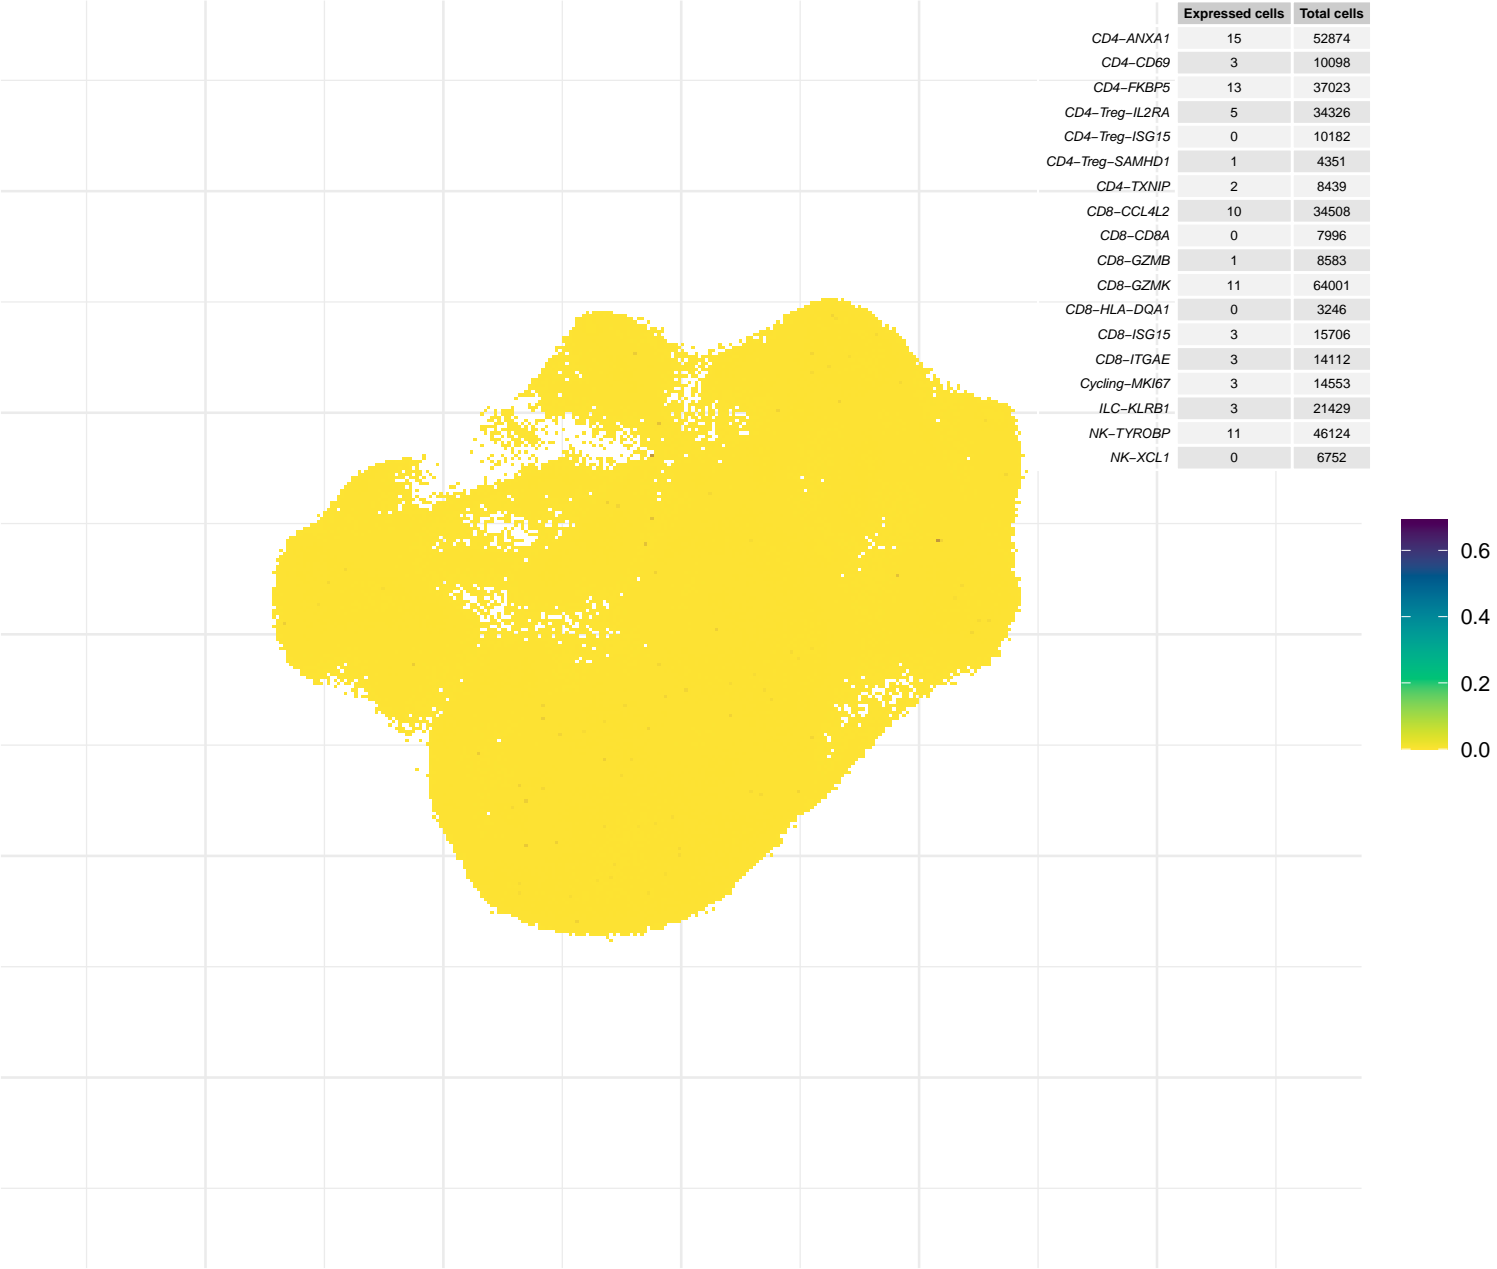 Expressed cells Total cells
CD4−ANXA1 15 52874
CD4−CD69 3 10098
CD4−FKBP5 13 37023
CD4−Treg−IL2RA 5 34326
CD4−Treg−ISG15 0 10182
CD4−Treg−SAMHD1 1 4351
CD4−TXNIP 2 8439
CD8−CCL4L2 10 34508
CD8−CD8A 0 7996
CD8−GZMB 1 8583
CD8−GZMK 11 64001
CD8−HLA−DQA1 0 3246
CD8−ISG15 3 15706
CD8−ITGAE 3 14112
Cycling−MKI67 3 14553
ILC−KLRB1 3 21429
NK−TYROBP 11 46124
NK−XCL1 0 6752
0.6
0.4
0.2
0.0